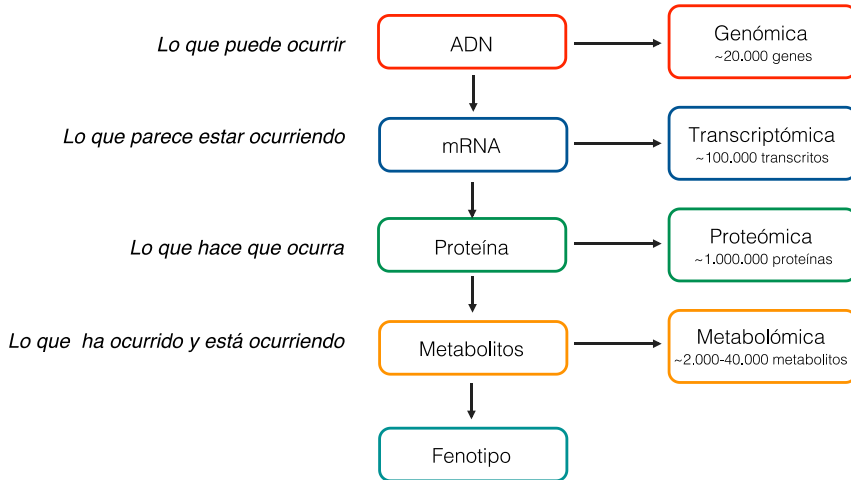 Lo que puede ocurrir
ADN
Genómica
~20.000 genes
Lo que parece estar ocurriendo
mRNA
Transcriptómica
~100.000 transcritos
Lo que hace que ocurra
Proteína
Proteómica
~1.000.000 proteínas
Lo que ha ocurrido y está ocurriendo
Metabolitos
Metabolómica
~2.000-40.000 metabolitos
Fenotipo